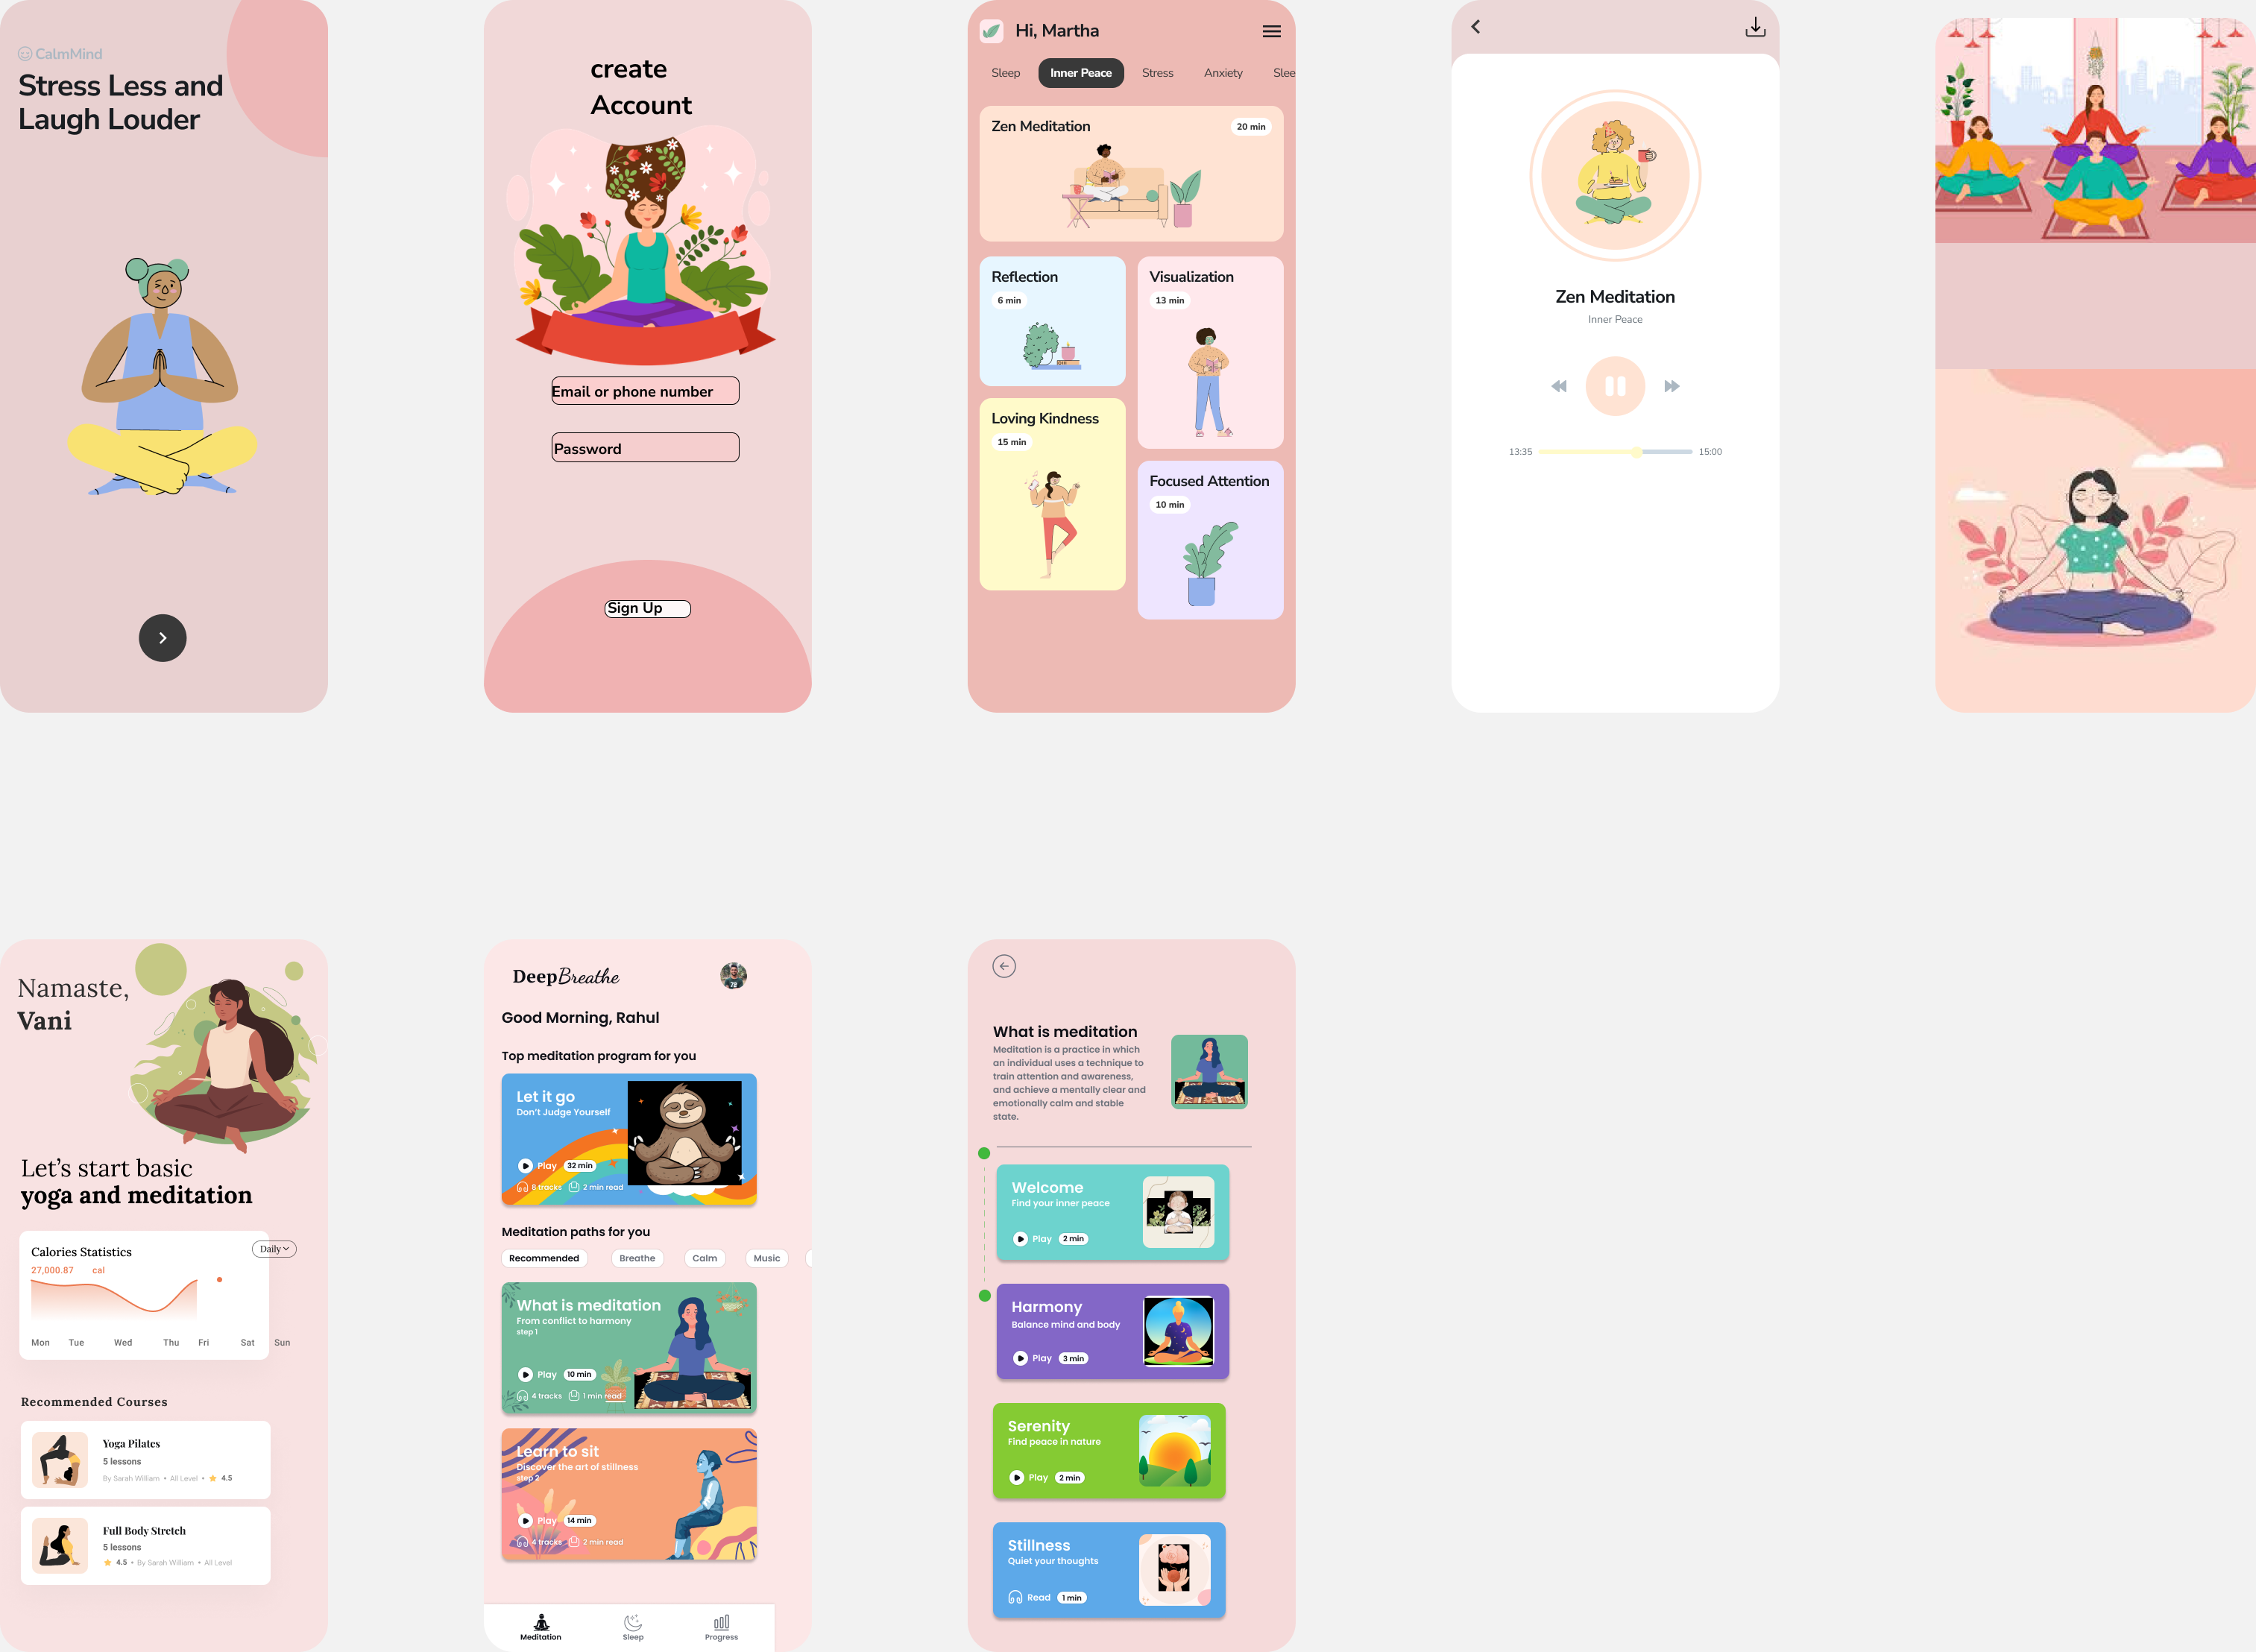 CalmMind
Stress Less and
Laugh Louder
create
Account
Email or phone number
Password
Sign Up
Hi, Martha
Sleep Inner Peace Stress Anxiety Slee
Zen Meditation 20 min
Reflection
6 min
Visualization
13 min
Loving Kindness
15 min
Focused Attention
10 min
Zen Meditation
Inner Peace
13:35 15:00
Namaste,
Vani
Let's start basic
yoga and meditation
Calories Statistics
Daily
27,000.87 cal
Mon Tue Wed Thu Fri Sat Sun
Recommended Courses
Yoga Pilates
5 lessons
By Sarah William • All Level • 4.5
Full Body Stretch
5 lessons
4.5 • By Sarah William • All Level
DeepBreathe
Good Morning, Rahul
Top meditation program for you
Let it go
Don't Judge Yourself
Play 32 min
8 tracks 2 min read
Meditation paths for you
Recommended Breathe Calm Music
What is meditation
From conflict to harmony
step 1
Play 10 min
4 tracks 1 min read
Learn to sit
Discover the art of stillness
step 2
Play 14 min
4 tracks 2 min read
Meditation Sleep Progress
What is meditation
Meditation is a practice in which
an individual uses a technique to
train attention and awareness,
and achieve a mentally clear and
emotionally calm and stable
state.
Welcome
Find your inner peace
Play 2 min
Harmony
Balance mind and body
Play 3 min
Serenity
Find peace in nature
Play 2 min
Stillness
Quiet your thoughts
Read 1 min